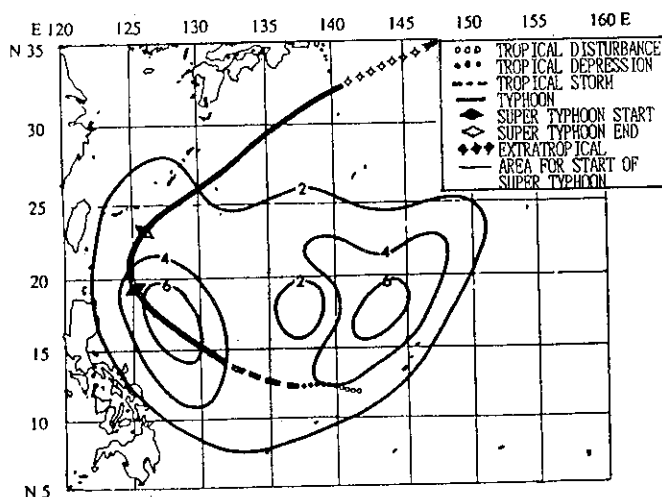 E 120 125 130 135 140 145 150 155 160 E
N 35
30
25
20
15
10
N 5
TROPICAL DISTURBANCE
TROPICAL DEPRESSION
TROPICAL STORM
TYPHOON
SUPER TYPHOON START
SUPER TYPHOON END
EXTRATROPICAL
AREA FOR START OF
SUPER TYPHOON
2
4
4
6
2
6